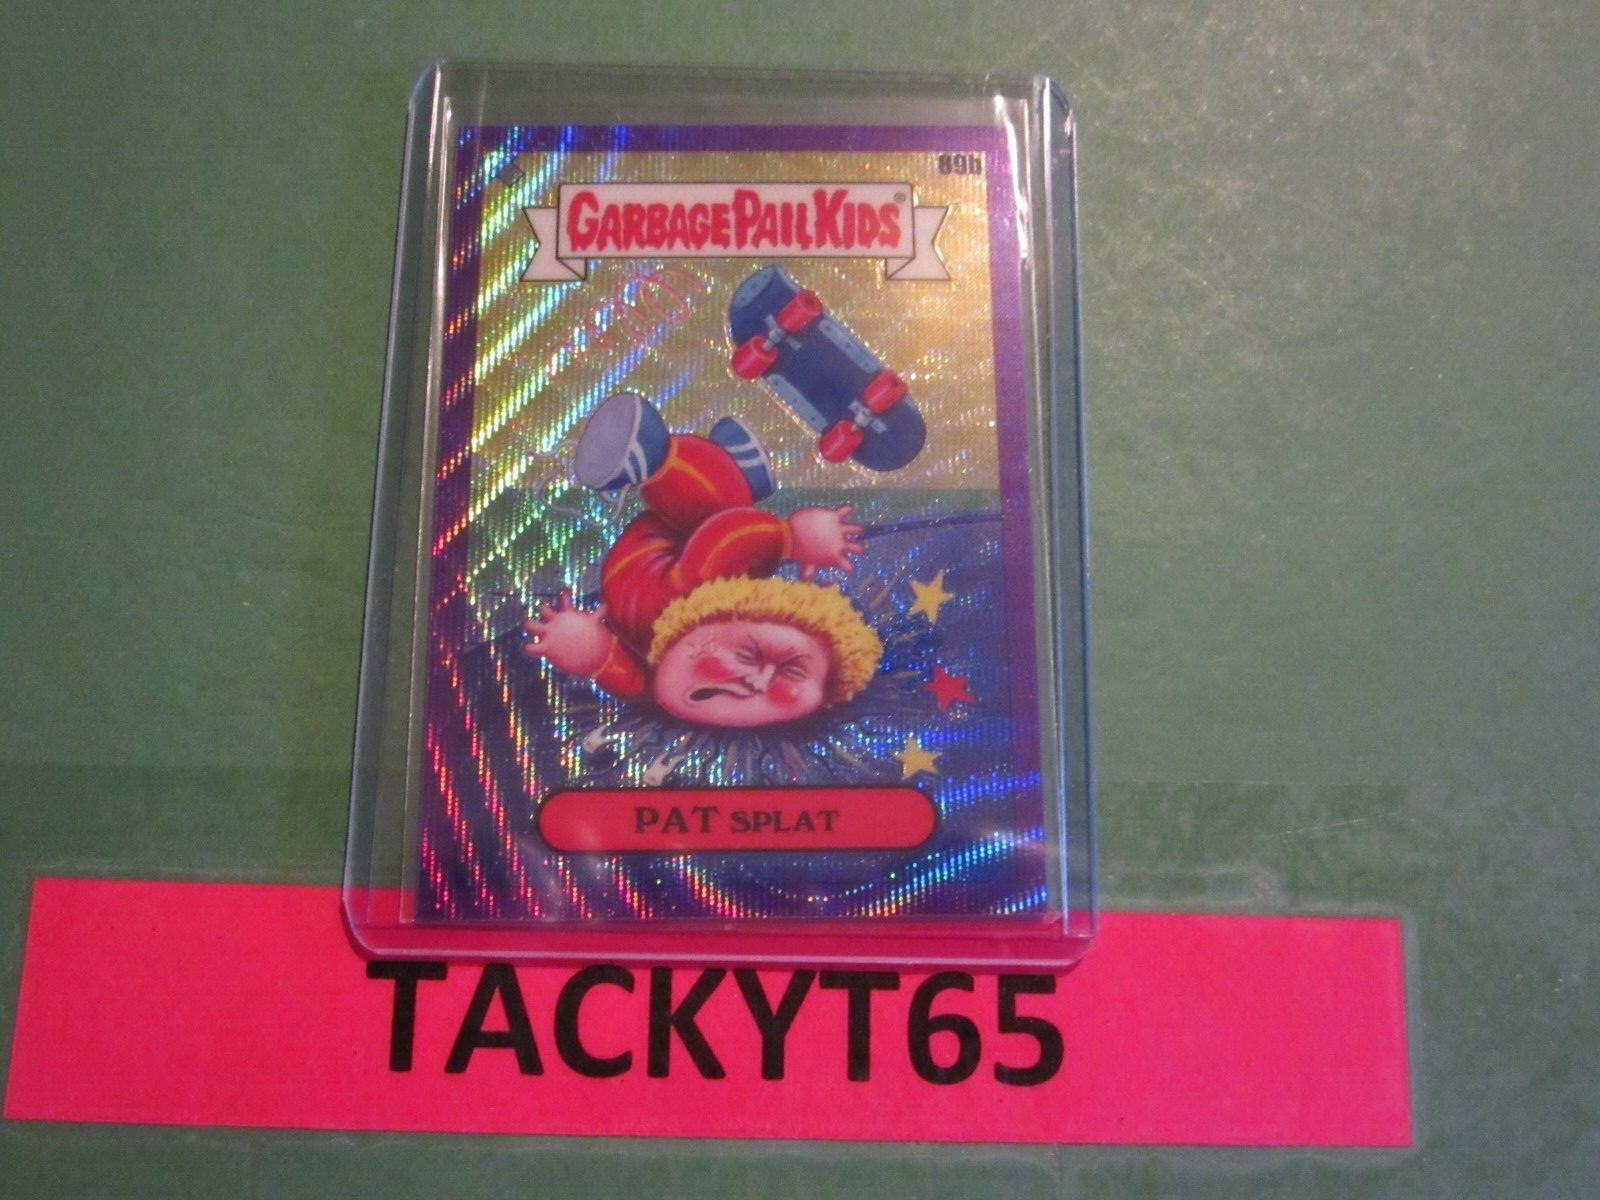 89b
GARBAGE PAIL KIDS®
PAT SPLAT
TACKYT65